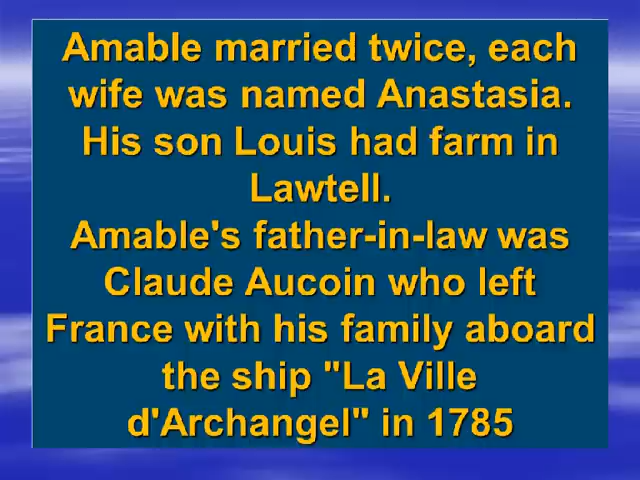 Amable married twice, each
wife was named Anastasia.
His son Louis had farm in
Lawtell.
Amable's father-in-law was
Claude Aucoin who left
France with his family aboard
the ship "La Ville
d'Archangel" in 1785